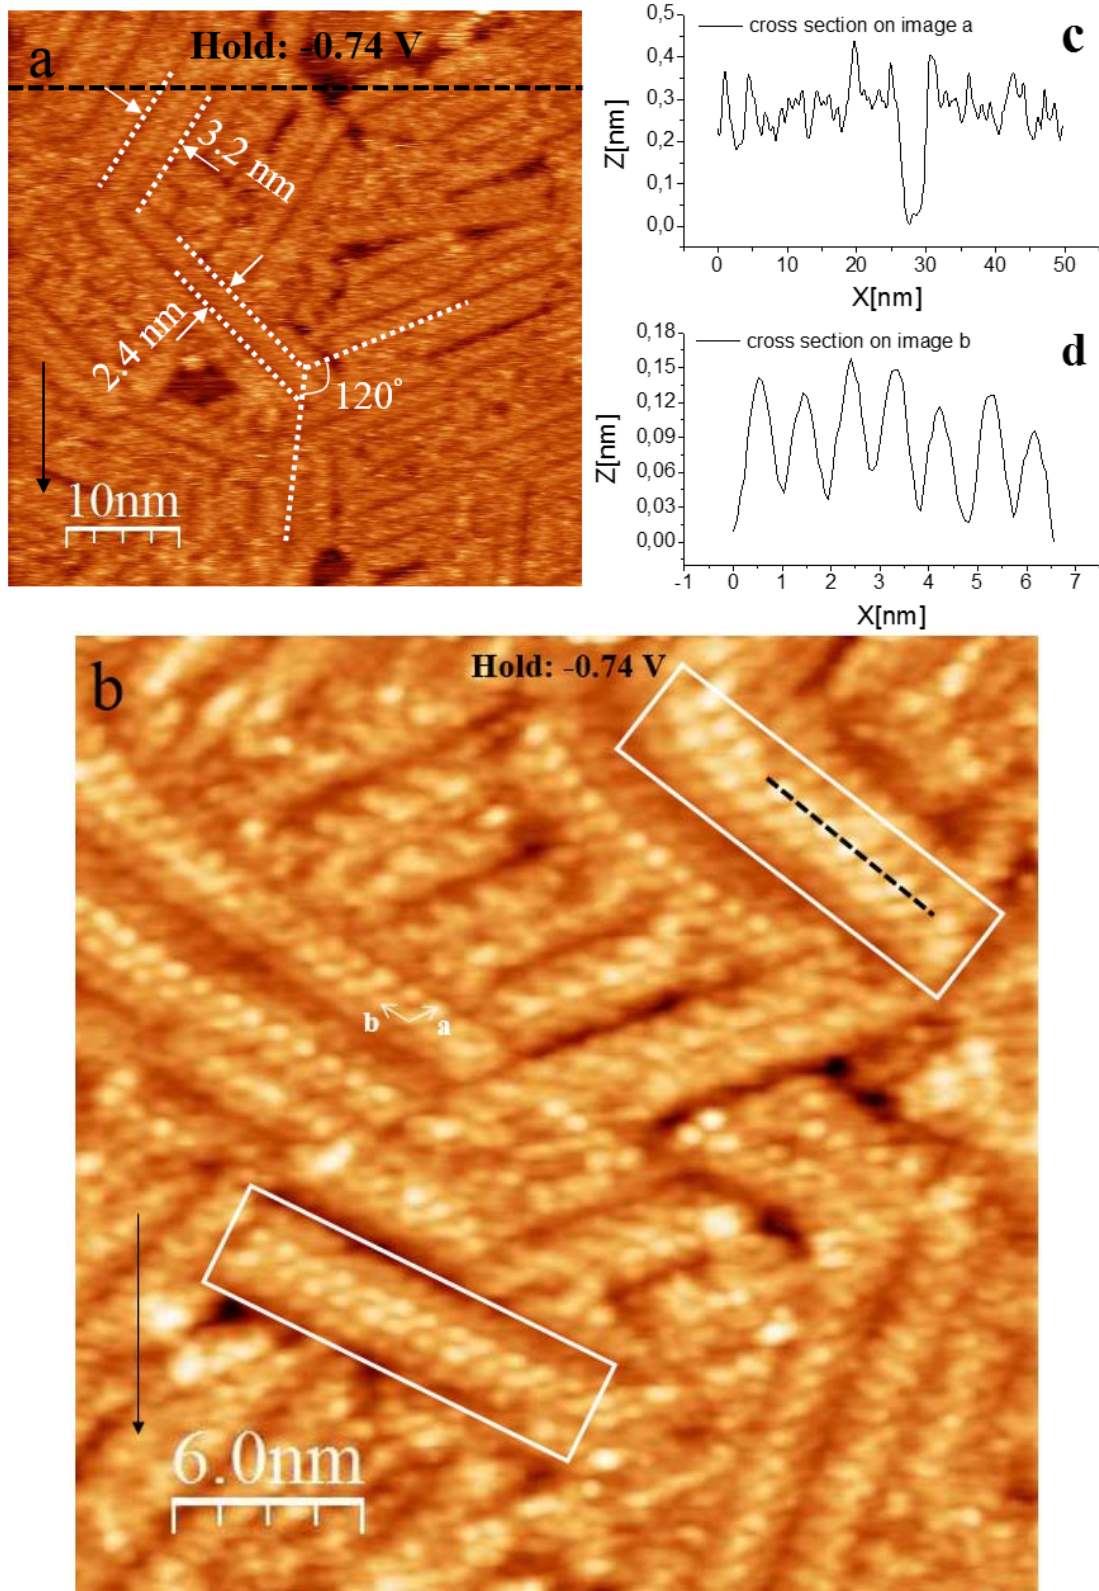 a
Hold: -0.74 V
3.2 nm
2.4 nm
120°
10nm
c
cross section on image a
0,5
0,4
0,3
0,2
0,1
0,0
Z[nm]
0 10 20 30 40 50
X[nm]
d
cross section on image b
0,18
0,15
0,12
0,09
0,06
0,03
0,00
Z[nm]
-1 0 1 2 3 4 5 6 7
X[nm]
b
Hold: -0.74 V
b a
6.0nm